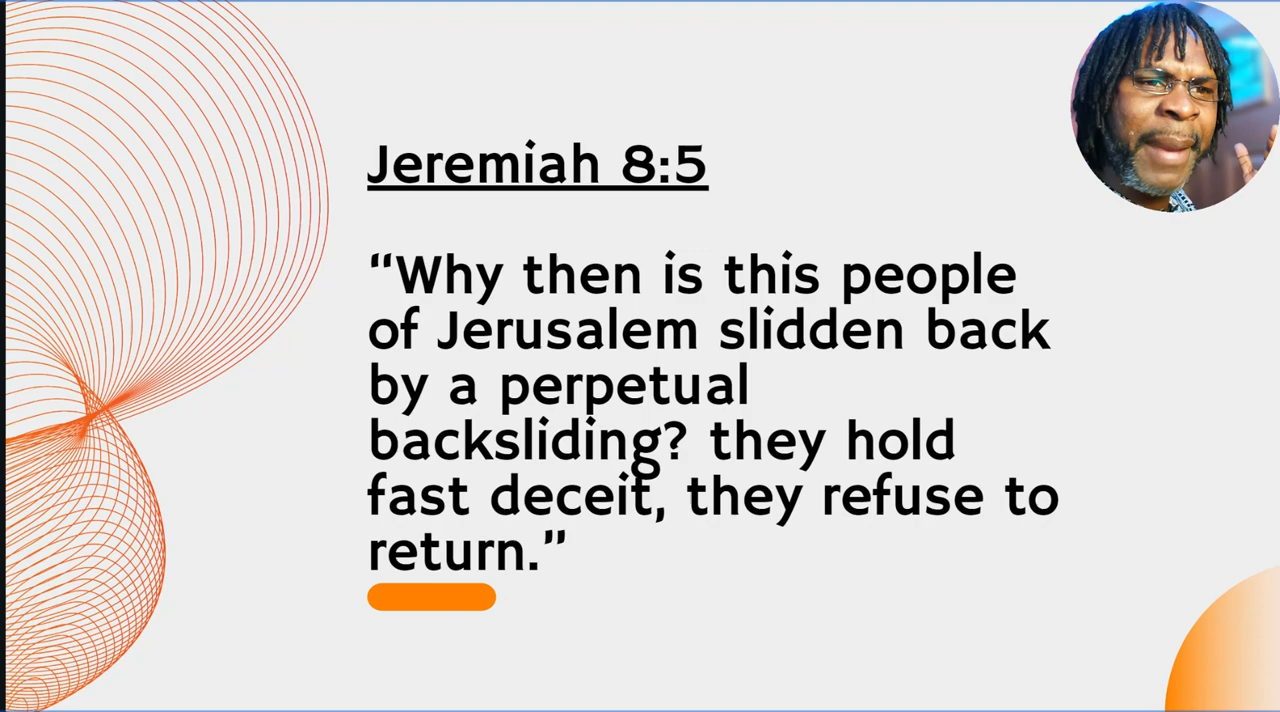 Jeremiah 8:5
“Why then is this people
of Jerusalem slidden back
by a perpetual
backsliding? they hold
fast deceit, they refuse to
return.”